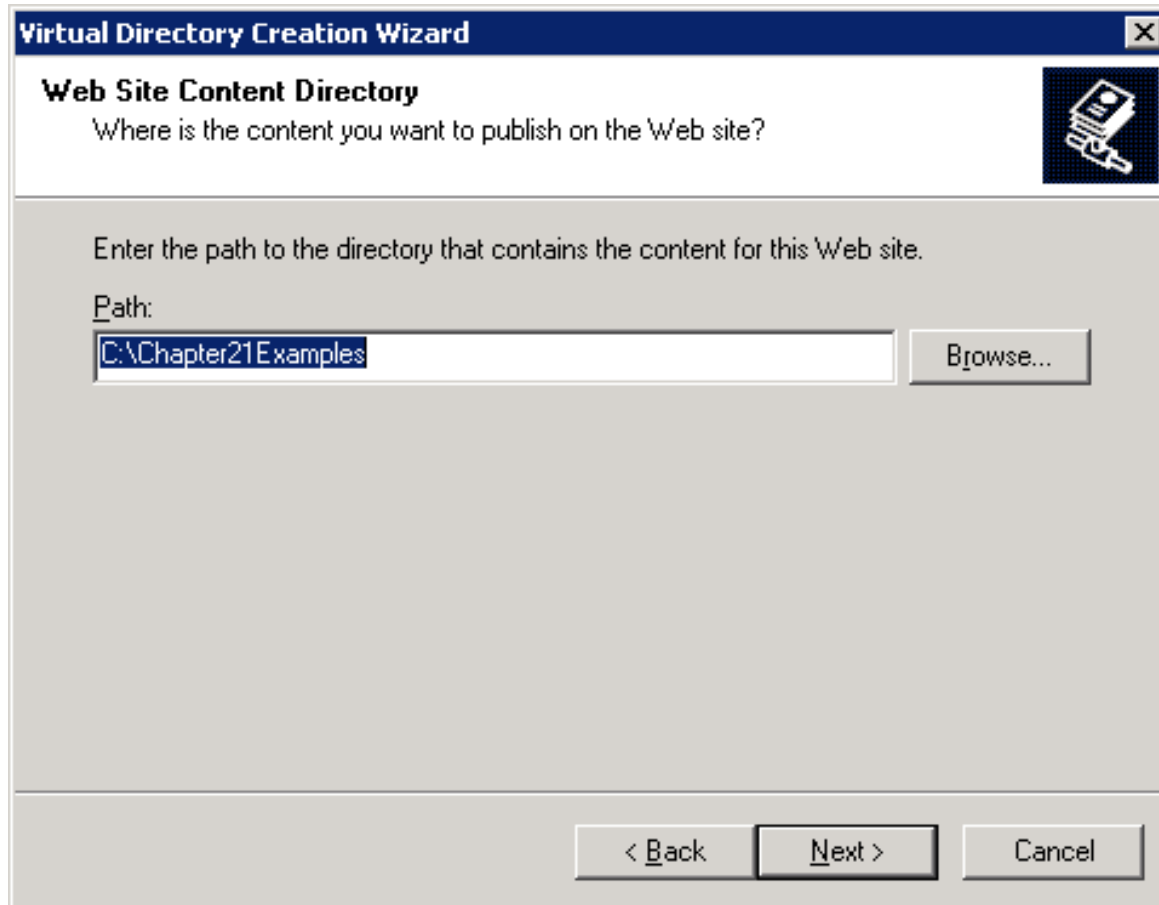 Virtual Directory Creation Wizard
Web Site Content Directory
Where is the content you want to publish on the Web site?
Enter the path to the directory that contains the content for this Web site.
Path:
C:\Chapter21Examples
Browse...
< Back
Next >
Cancel